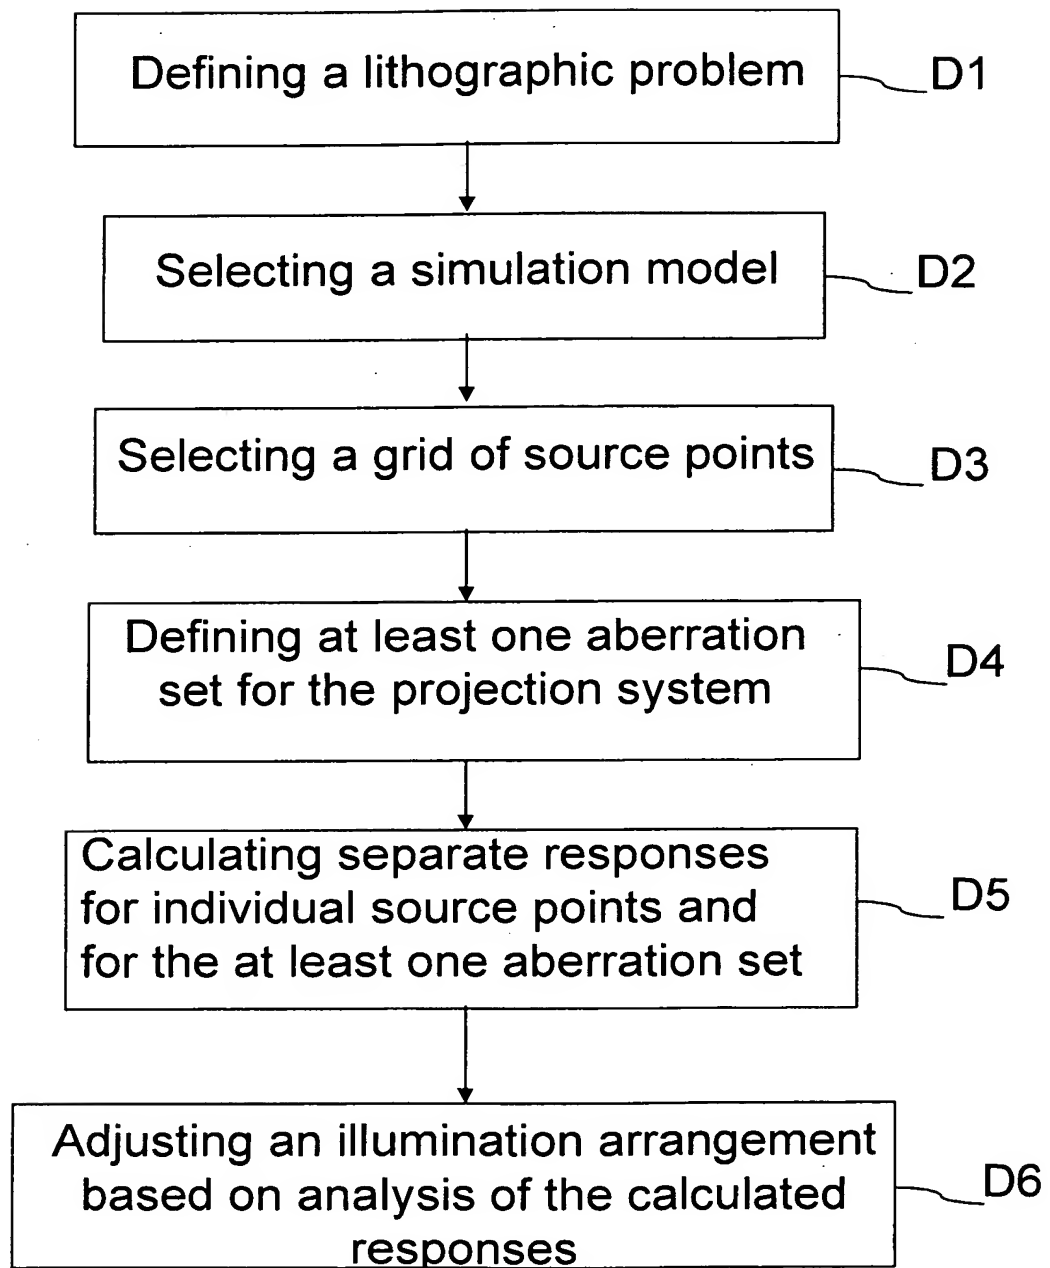 Defining a lithographic problem
D1
Selecting a simulation model
D2
Selecting a grid of source points
D3
Defining at least one aberration
set for the projection system
D4
Calculating separate responses
for individual source points and
for the at least one aberration set
D5
Adjusting an illumination arrangement
based on analysis of the calculated
responses
D6